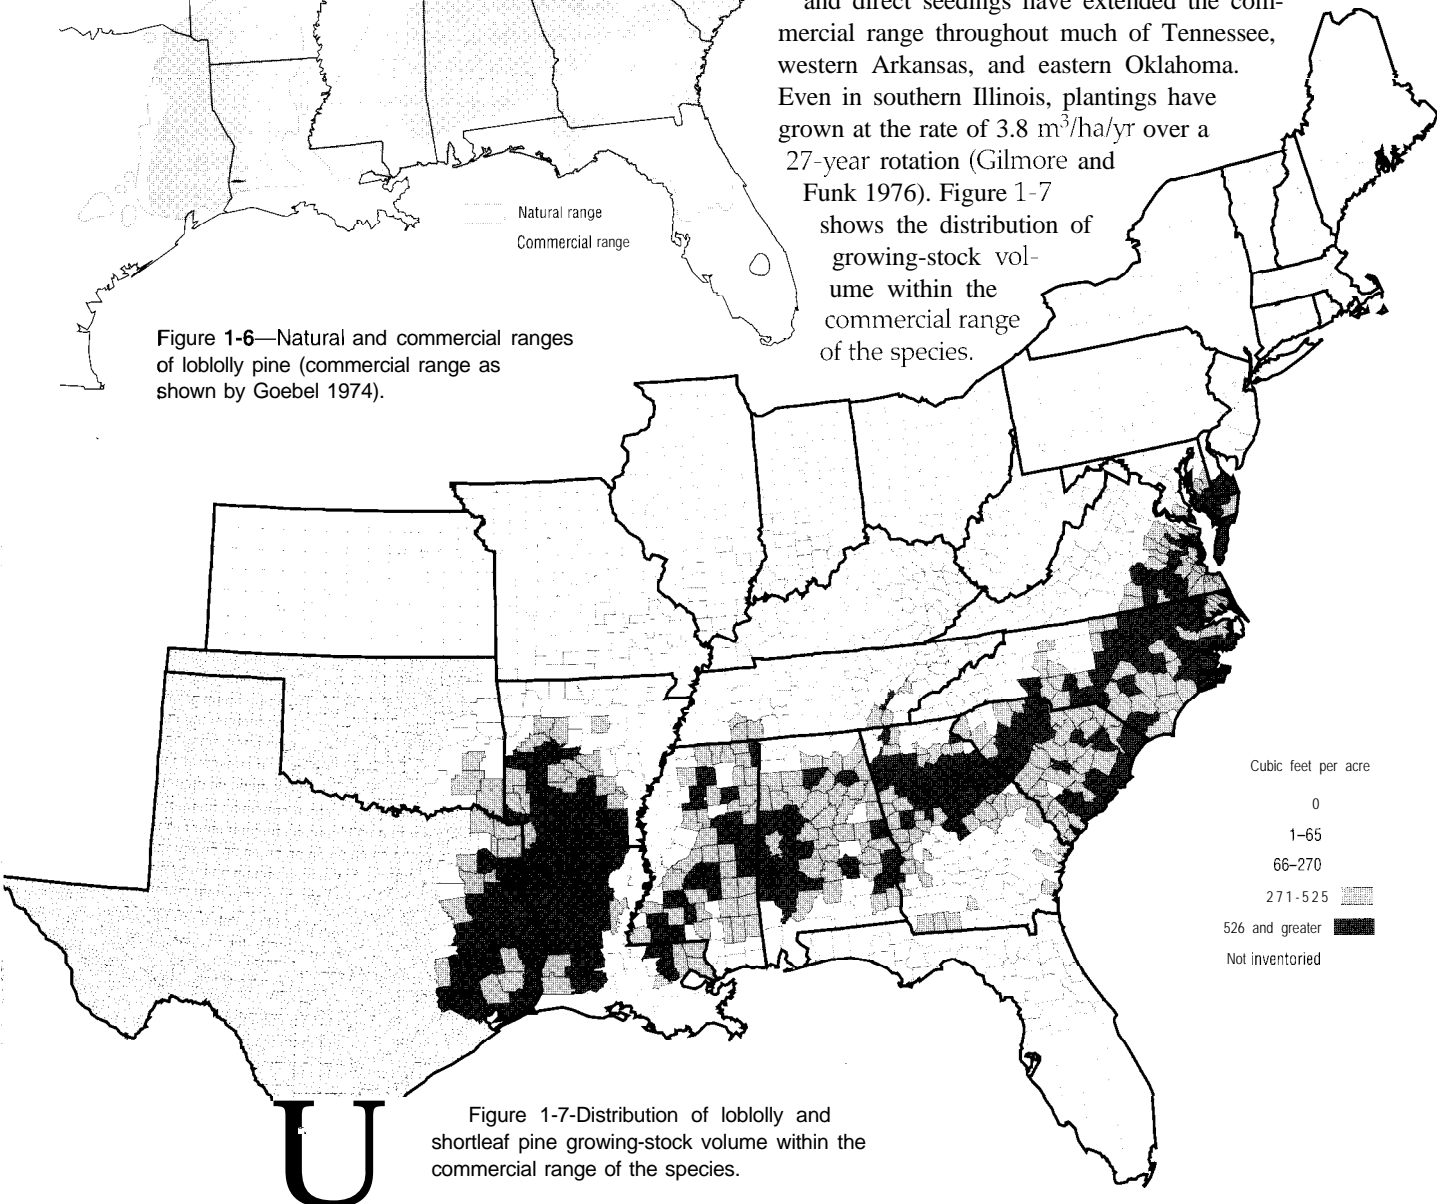 and direct seedings have extended the com-
mercial range throughout much of Tennessee,
western Arkansas, and eastern Oklahoma.
Even in southern Illinois, plantings have
grown at the rate of 3.8 m³/ha/yr over a
27-year rotation (Gilmore and
Funk 1976). Figure 1-7
shows the distribution of
growing-stock vol-
ume within the
commercial range
of the species.
Natural range
Commercial range
Figure 1-6—Natural and commercial ranges
of loblolly pine (commercial range as
shown by Goebel 1974).
Cubic feet per acre
0
1–65
66–270
271-525
526 and greater
Not inventoried
Figure 1-7-Distribution of loblolly and
shortleaf pine growing-stock volume within the
commercial range of the species.
U